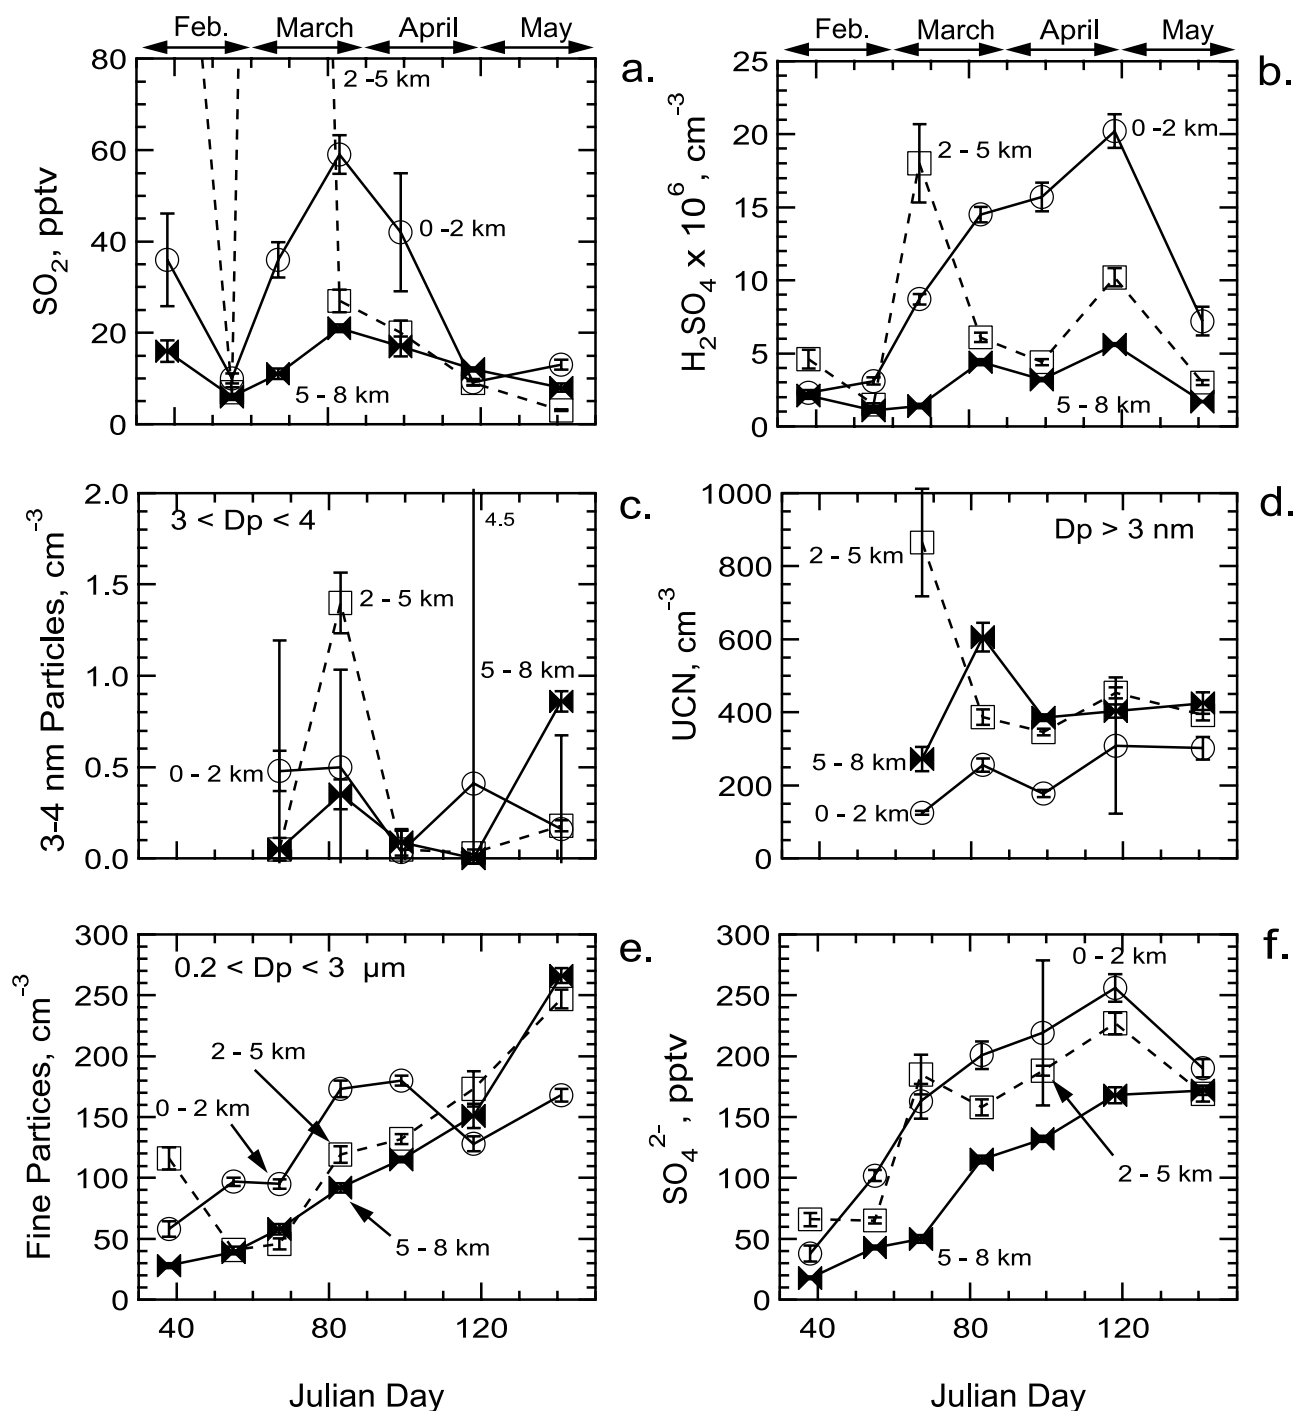 Feb. March April May
Feb. March April May
a.
SO2, pptv
80
60
40
20
0
2 -5 km
0 -2 km
5 - 8 km
b.
H2SO4 x 10^6 , cm^-3
25
20
15
10
5
0
2 - 5 km
0 -2 km
5 - 8 km
c.
3-4 nm Particles, cm^-3
2.0
1.5
1.0
0.5
0.0
3 < Dp < 4
4.5
2 - 5 km
5 - 8 km
0 - 2 km
d.
UCN, cm^-3
1000
800
600
400
200
0
Dp > 3 nm
2 - 5 km
5 - 8 km
0 - 2 km
e.
Fine Partices, cm^-3
300
250
200
150
100
50
0
0.2 < Dp < 3 µm
2 - 5 km
0 - 2 km
5 - 8 km
40 80 120
Julian Day
f.
SO4^2- , pptv
300
250
200
150
100
50
0
0 - 2 km
2 - 5 km
5 - 8 km
40 80 120
Julian Day